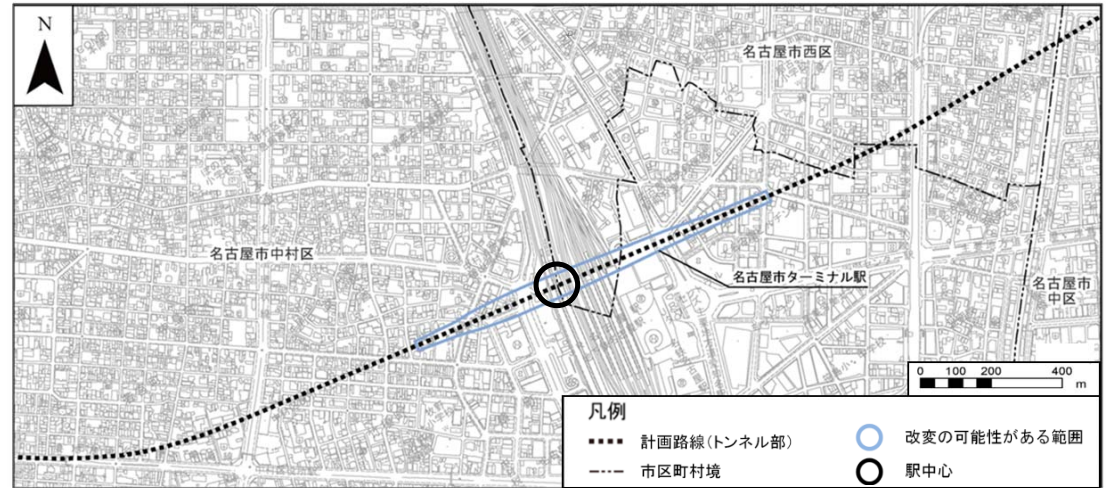 N
名古屋市西区
名古屋市中村区
名古屋市ターミナル駅
名古屋市
中区
0 100 200 400
m
凡例
計画路線(トンネル部)
改変の可能性がある範囲
市区町村境
駅中心